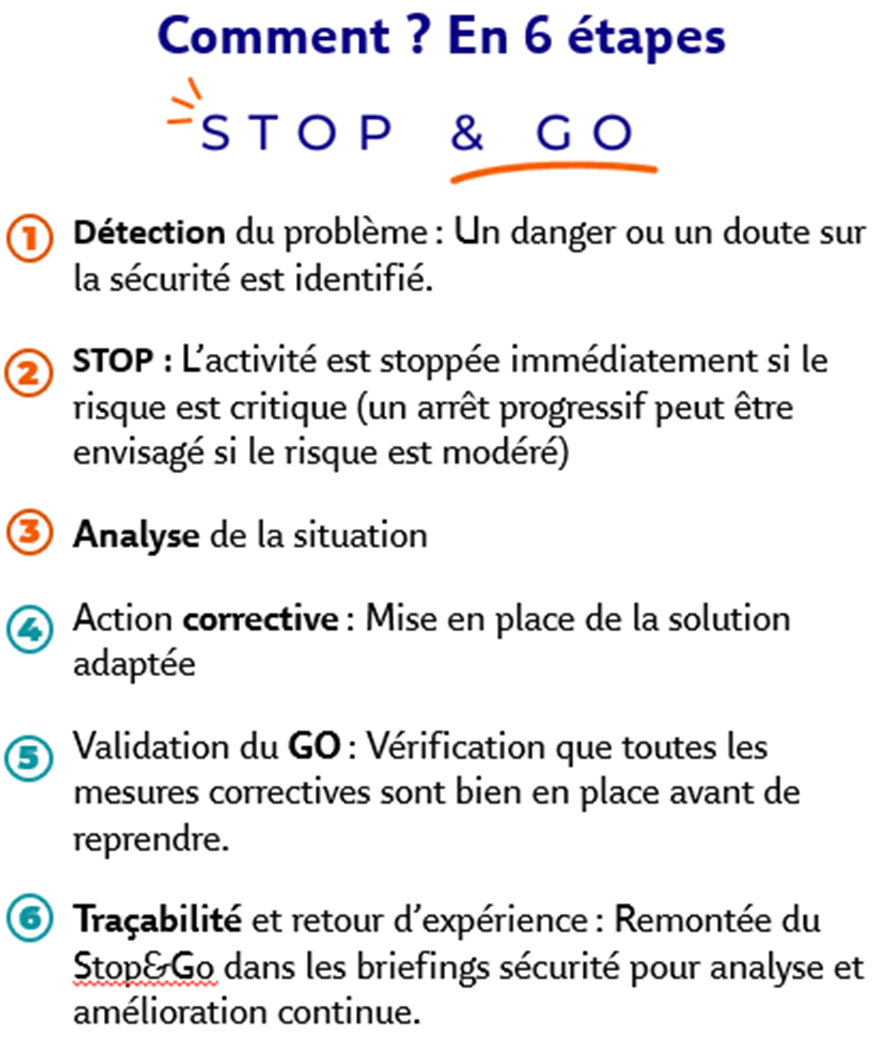 Comment ? En 6 étapes
STOP & GO
1 Détection du problème : Un danger ou un doute sur
la sécurité est identifié.
2 STOP : L’activité est stoppée immédiatement si le
risque est critique (un arrêt progressif peut être
envisagé si le risque est modéré)
3 Analyse de la situation
4 Action corrective : Mise en place de la solution
adaptée
5 Validation du GO : Vérification que toutes les
mesures correctives sont bien en place avant de
reprendre.
6 Traçabilité et retour d’expérience : Remontée du
Stop&Go dans les briefings sécurité pour analyse et
amélioration continue.